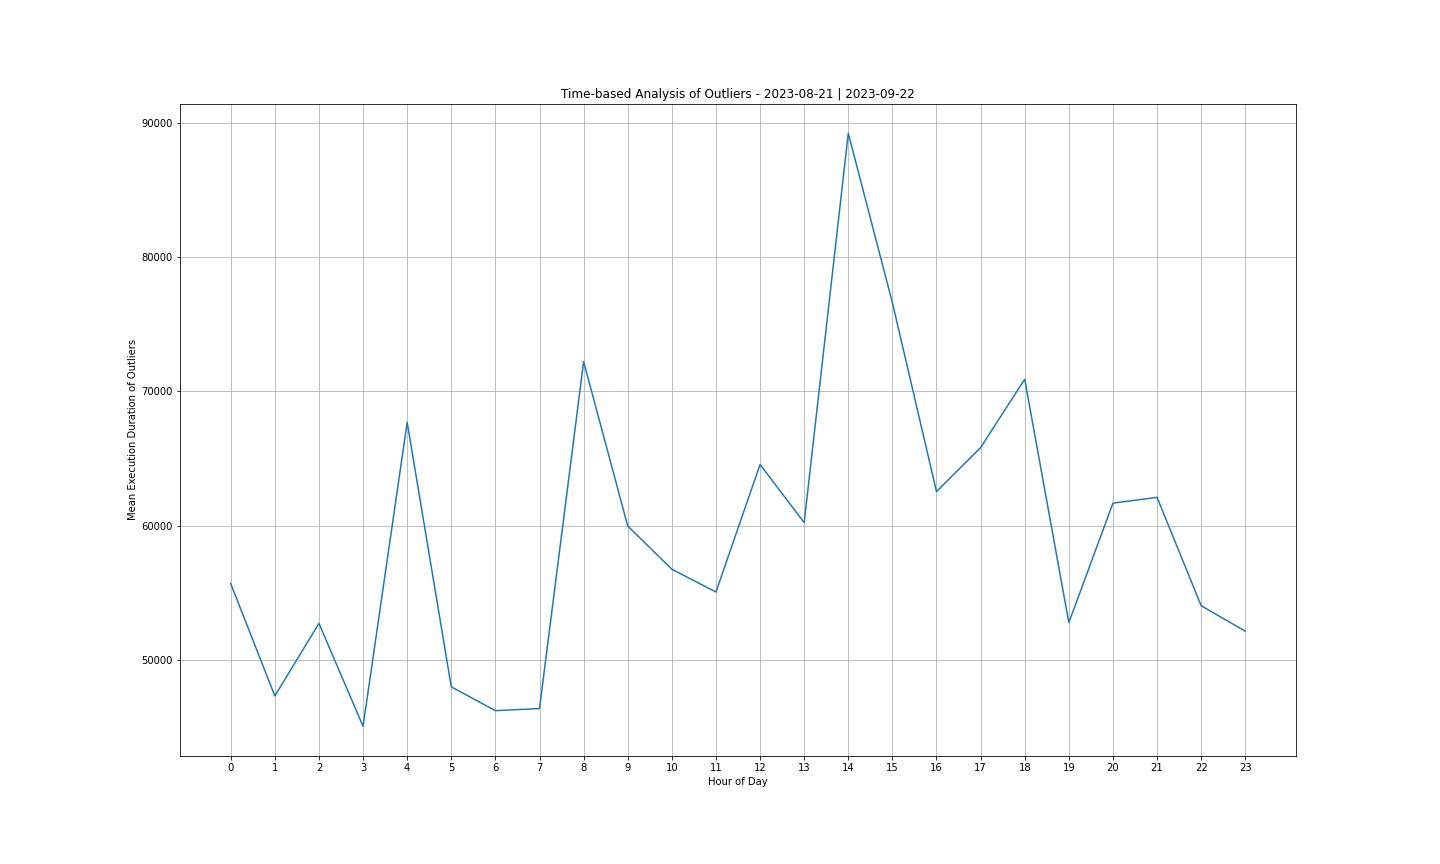 Time-based Analysis of Outliers - 2023-08-21 | 2023-09-22
90000
80000
70000
60000
50000
Mean Execution Duration of Outliers
0 1 2 3 4 5 6 7 8 9 10 11 12 13 14 15 16 17 18 19 20 21 22 23
Hour of Day